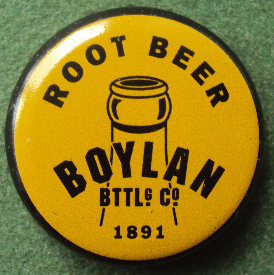 ROOT BEER
BOYLAN
BTTLG CO
1891